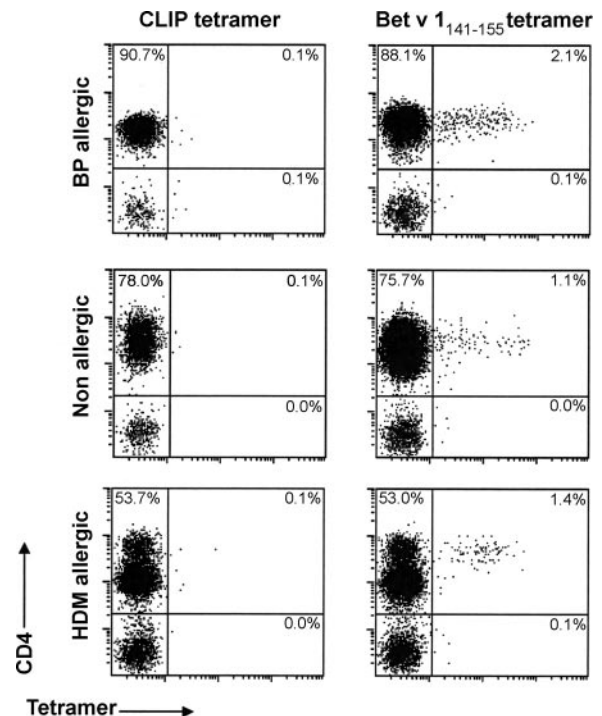 CLIP tetramer
Bet v 1141-155 tetramer
BP allergic
90.7% 0.1%
0.1%
88.1% 2.1%
0.1%
Non allergic
78.0% 0.1%
0.0%
75.7% 1.1%
0.0%
HDM allergic
53.7% 0.1%
0.0%
53.0% 1.4%
0.1%
CD4
Tetramer